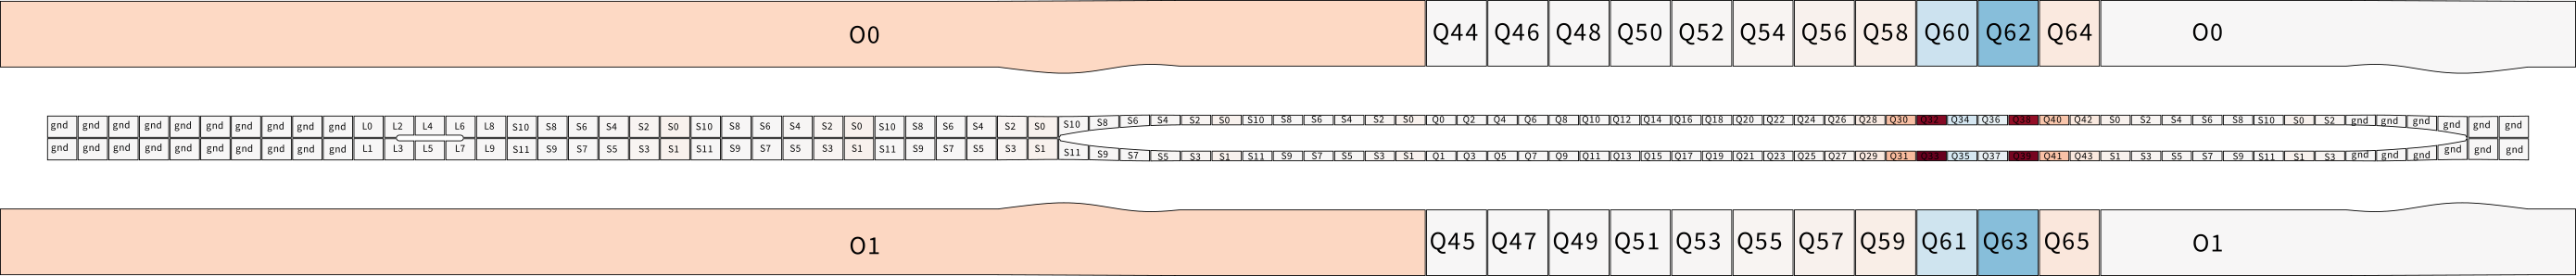 O0 Q44 Q46 Q48 Q50 Q52 Q54 Q56 Q58 Q60 Q62 Q64 O0
gnd gnd gnd gnd gnd gnd gnd gnd gnd gnd L0 L2 L4 L6 L8 S10 S8 S6 S4 S2 S0 S10 S8 S6 S4 S2 S0 S10 S8 S6 S4 S2 S0 S10 S8 S6 S4 S2 S0 S10 S8 S6 S4 S2 S0 Q0 Q2 Q4 Q6 Q8 Q10 Q12 Q14 Q16 Q18 Q20 Q22 Q24 Q26 Q28 Q30 Q32 Q34 Q36 Q38 Q40 Q42 S0 S2 S4 S6 S8 S10 S0 S2 gnd gnd gnd gnd gnd gnd
gnd gnd gnd gnd gnd gnd gnd gnd gnd gnd L1 L3 L5 L7 L9 S11 S9 S7 S5 S3 S1 S11 S9 S7 S5 S3 S1 S11 S9 S7 S5 S3 S1 S11 S9 S7 S5 S3 S1 S11 S9 S7 S5 S3 S1 Q1 Q3 Q5 Q7 Q9 Q11 Q13 Q15 Q17 Q19 Q21 Q23 Q25 Q27 Q29 Q31 Q33 Q35 Q37 Q39 Q41 Q43 S1 S3 S5 S7 S9 S11 S1 S3 gnd gnd gnd gnd gnd gnd
O1 Q45 Q47 Q49 Q51 Q53 Q55 Q57 Q59 Q61 Q63 Q65 O1